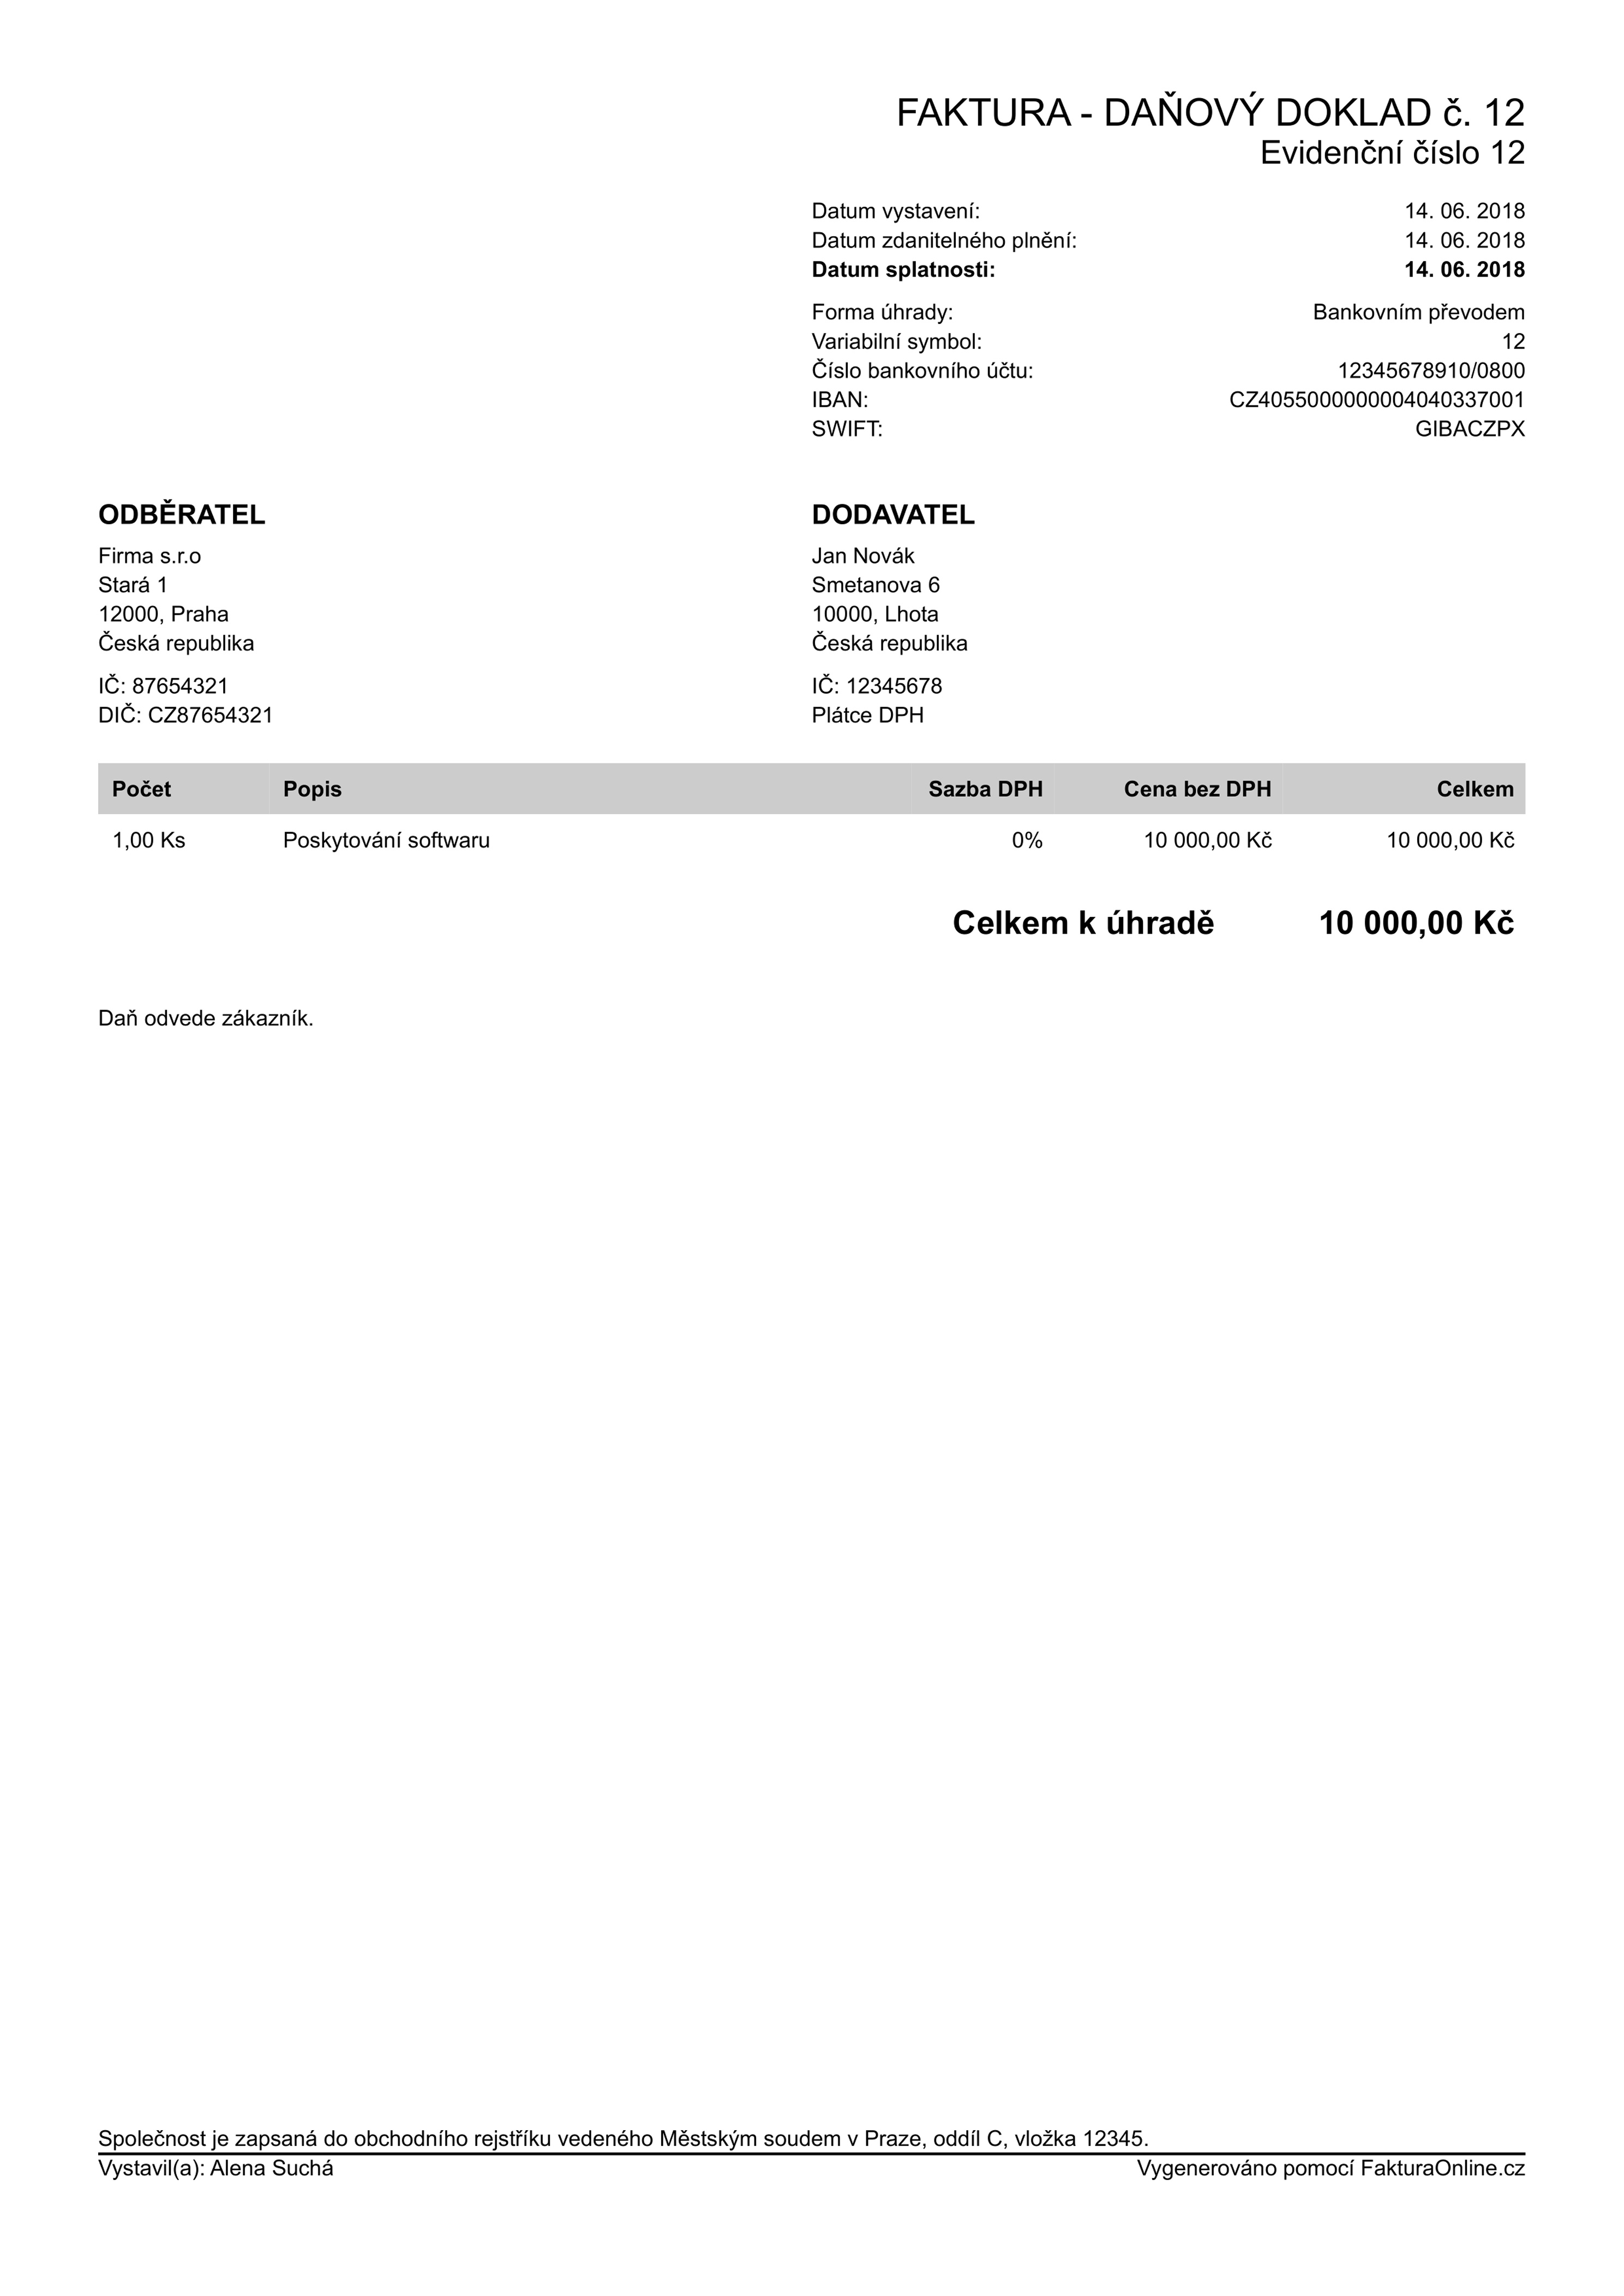 FAKTURA - DAŇOVÝ DOKLAD č. 12
Evidenční číslo 12
Datum vystavení: 14. 06. 2018
Datum zdanitelného plnění: 14. 06. 2018
Datum splatnosti: 14. 06. 2018
Forma úhrady: Bankovním převodem
Variabilní symbol: 12
Číslo bankovního účtu: 12345678910/0800
IBAN: CZ4055000000004040337001
SWIFT: GIBACZPX
ODBĚRATEL
Firma s.r.o
Stará 1
12000, Praha
Česká republika
IČ: 87654321
DIČ: CZ87654321
DODAVATEL
Jan Novák
Smetanova 6
10000, Lhota
Česká republika
IČ: 12345678
Plátce DPH
Počet Popis Sazba DPH Cena bez DPH Celkem
1,00 Ks Poskytování softwaru 0% 10 000,00 Kč 10 000,00 Kč
Celkem k úhradě 10 000,00 Kč
Daň odvede zákazník.
Společnost je zapsaná do obchodního rejstříku vedeného Městským soudem v Praze, oddíl C, vložka 12345.
Vystavil(a): Alena Suchá Vygenerováno pomocí FakturaOnline.cz